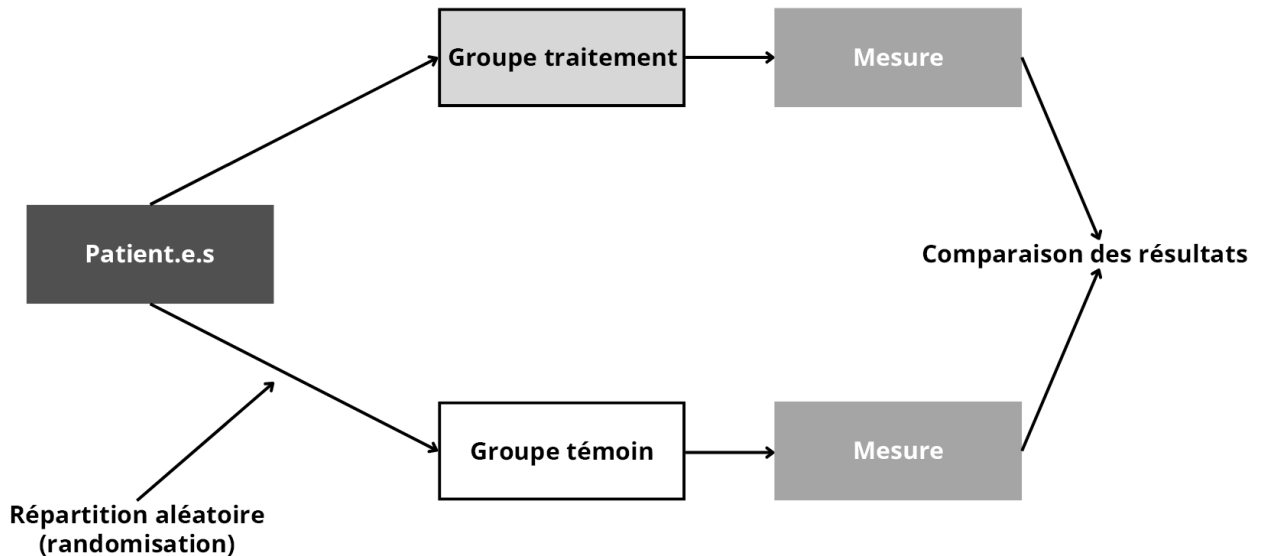 Groupe traitement
Mesure
Patient.e.s
Comparaison des résultats
Groupe témoin
Mesure
Répartition aléatoire
(randomisation)